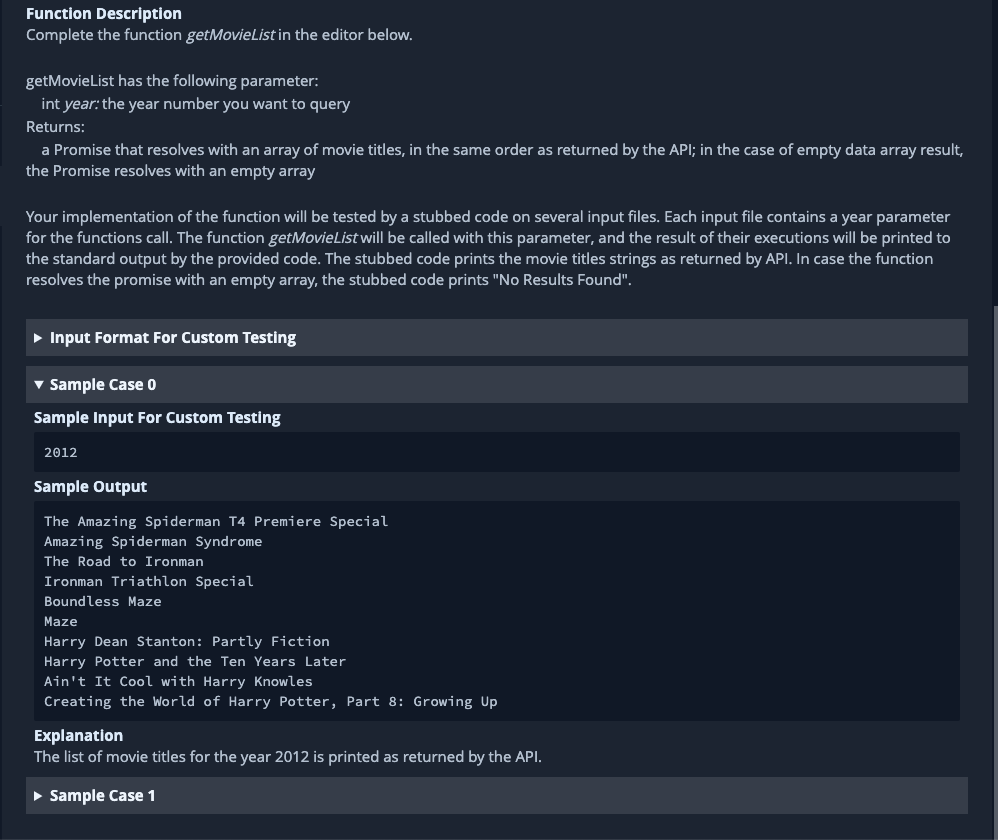 Function Description
Complete the function getMovieList in the editor below.
getMovieList has the following parameter:
int year: the year number you want to query
Returns:
a Promise that resolves with an array of movie titles, in the same order as returned by the API; in the case of empty data array result,
the Promise resolves with an empty array
Your implementation of the function will be tested by a stubbed code on several input files. Each input file contains a year parameter
for the functions call. The function getMovieList will be called with this parameter, and the result of their executions will be printed to
the standard output by the provided code. The stubbed code prints the movie titles strings as returned by API. In case the function
resolves the promise with an empty array, the stubbed code prints "No Results Found".
Input Format For Custom Testing
Sample Case 0
Sample Input For Custom Testing
2012
Sample Output
The Amazing Spiderman T4 Premiere Special
Amazing Spiderman Syndrome
The Road to Ironman
Ironman Triathlon Special
Boundless Maze
Maze
Harry Dean Stanton: Partly Fiction
Harry Potter and the Ten Years Later
Ain't It Cool with Harry Knowles
Creating the World of Harry Potter, Part 8: Growing Up
Explanation
The list of movie titles for the year 2012 is printed as returned by the API.
Sample Case 1